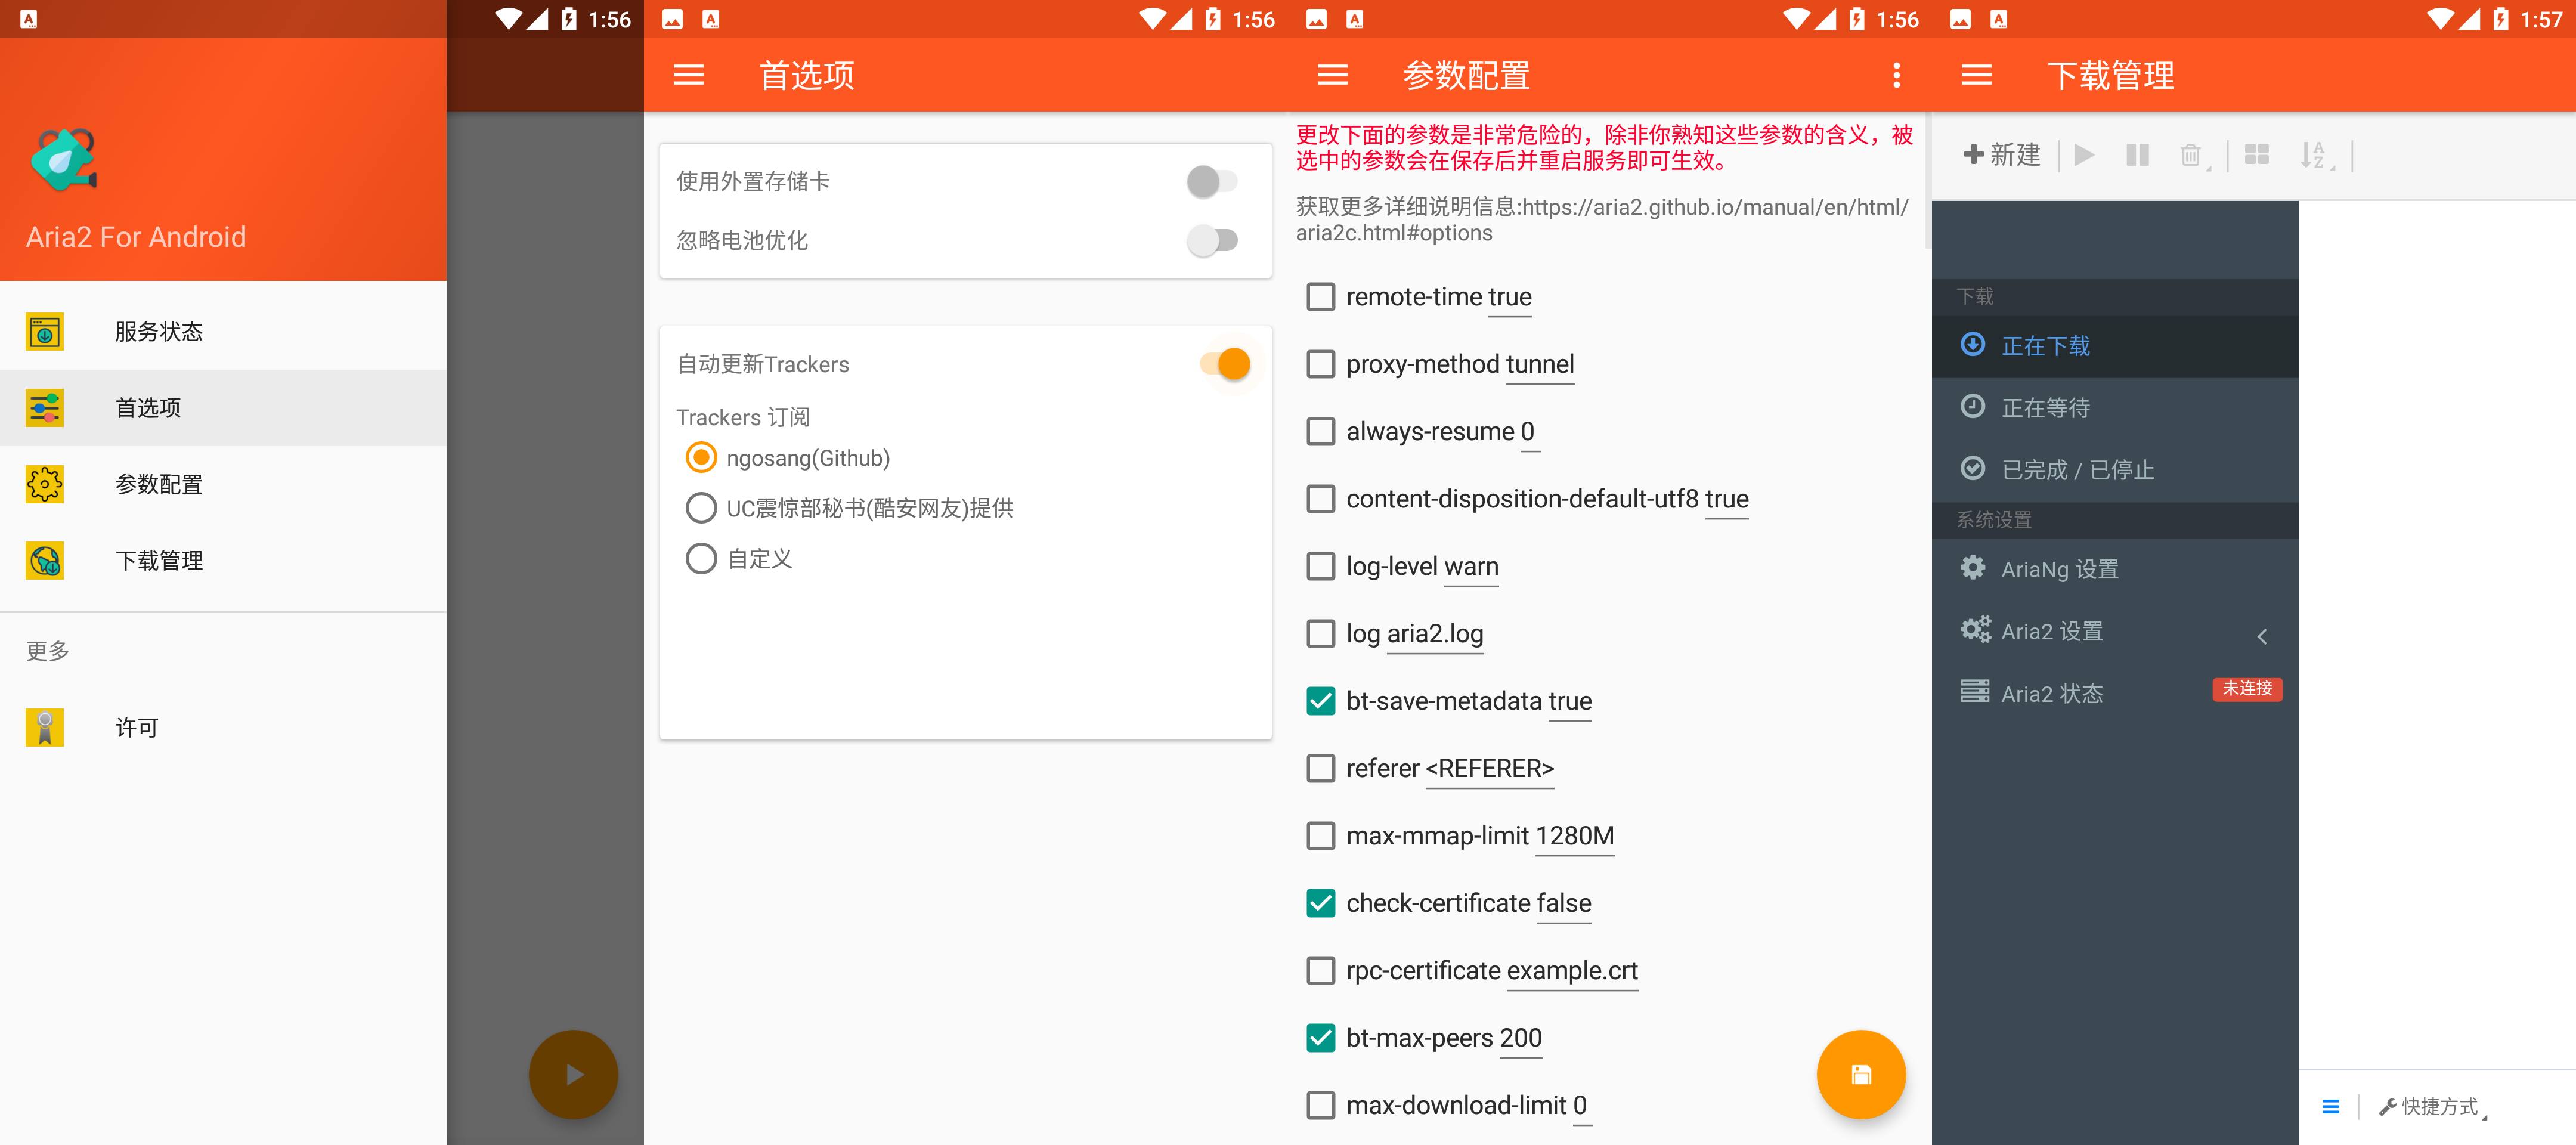 1:56
Aria2 For Android
服务状态
首选项
参数配置
下载管理
更多
许可
1:56
首选项
使用外置存储卡
忽略电池优化
自动更新Trackers
Trackers 订阅
ngosang(Github)
UC震惊部秘书(酷安网友)提供
自定义
1:56
参数配置
更改下面的参数是非常危险的，除非你熟知这些参数的含义，被
选中的参数会在保存后并重启服务即可生效。
获取更多详细说明信息:https://aria2.github.io/manual/en/html/
aria2c.html#options
remote-time true
proxy-method tunnel
always-resume 0
content-disposition-default-utf8 true
log-level warn
log aria2.log
bt-save-metadata true
referer <REFERER>
max-mmap-limit 1280M
check-certificate false
rpc-certificate example.crt
bt-max-peers 200
max-download-limit 0
1:57
下载管理
新建
下载
正在下载
正在等待
已完成 / 已停止
系统设置
AriaNg 设置
Aria2 设置
Aria2 状态 未连接
快捷方式